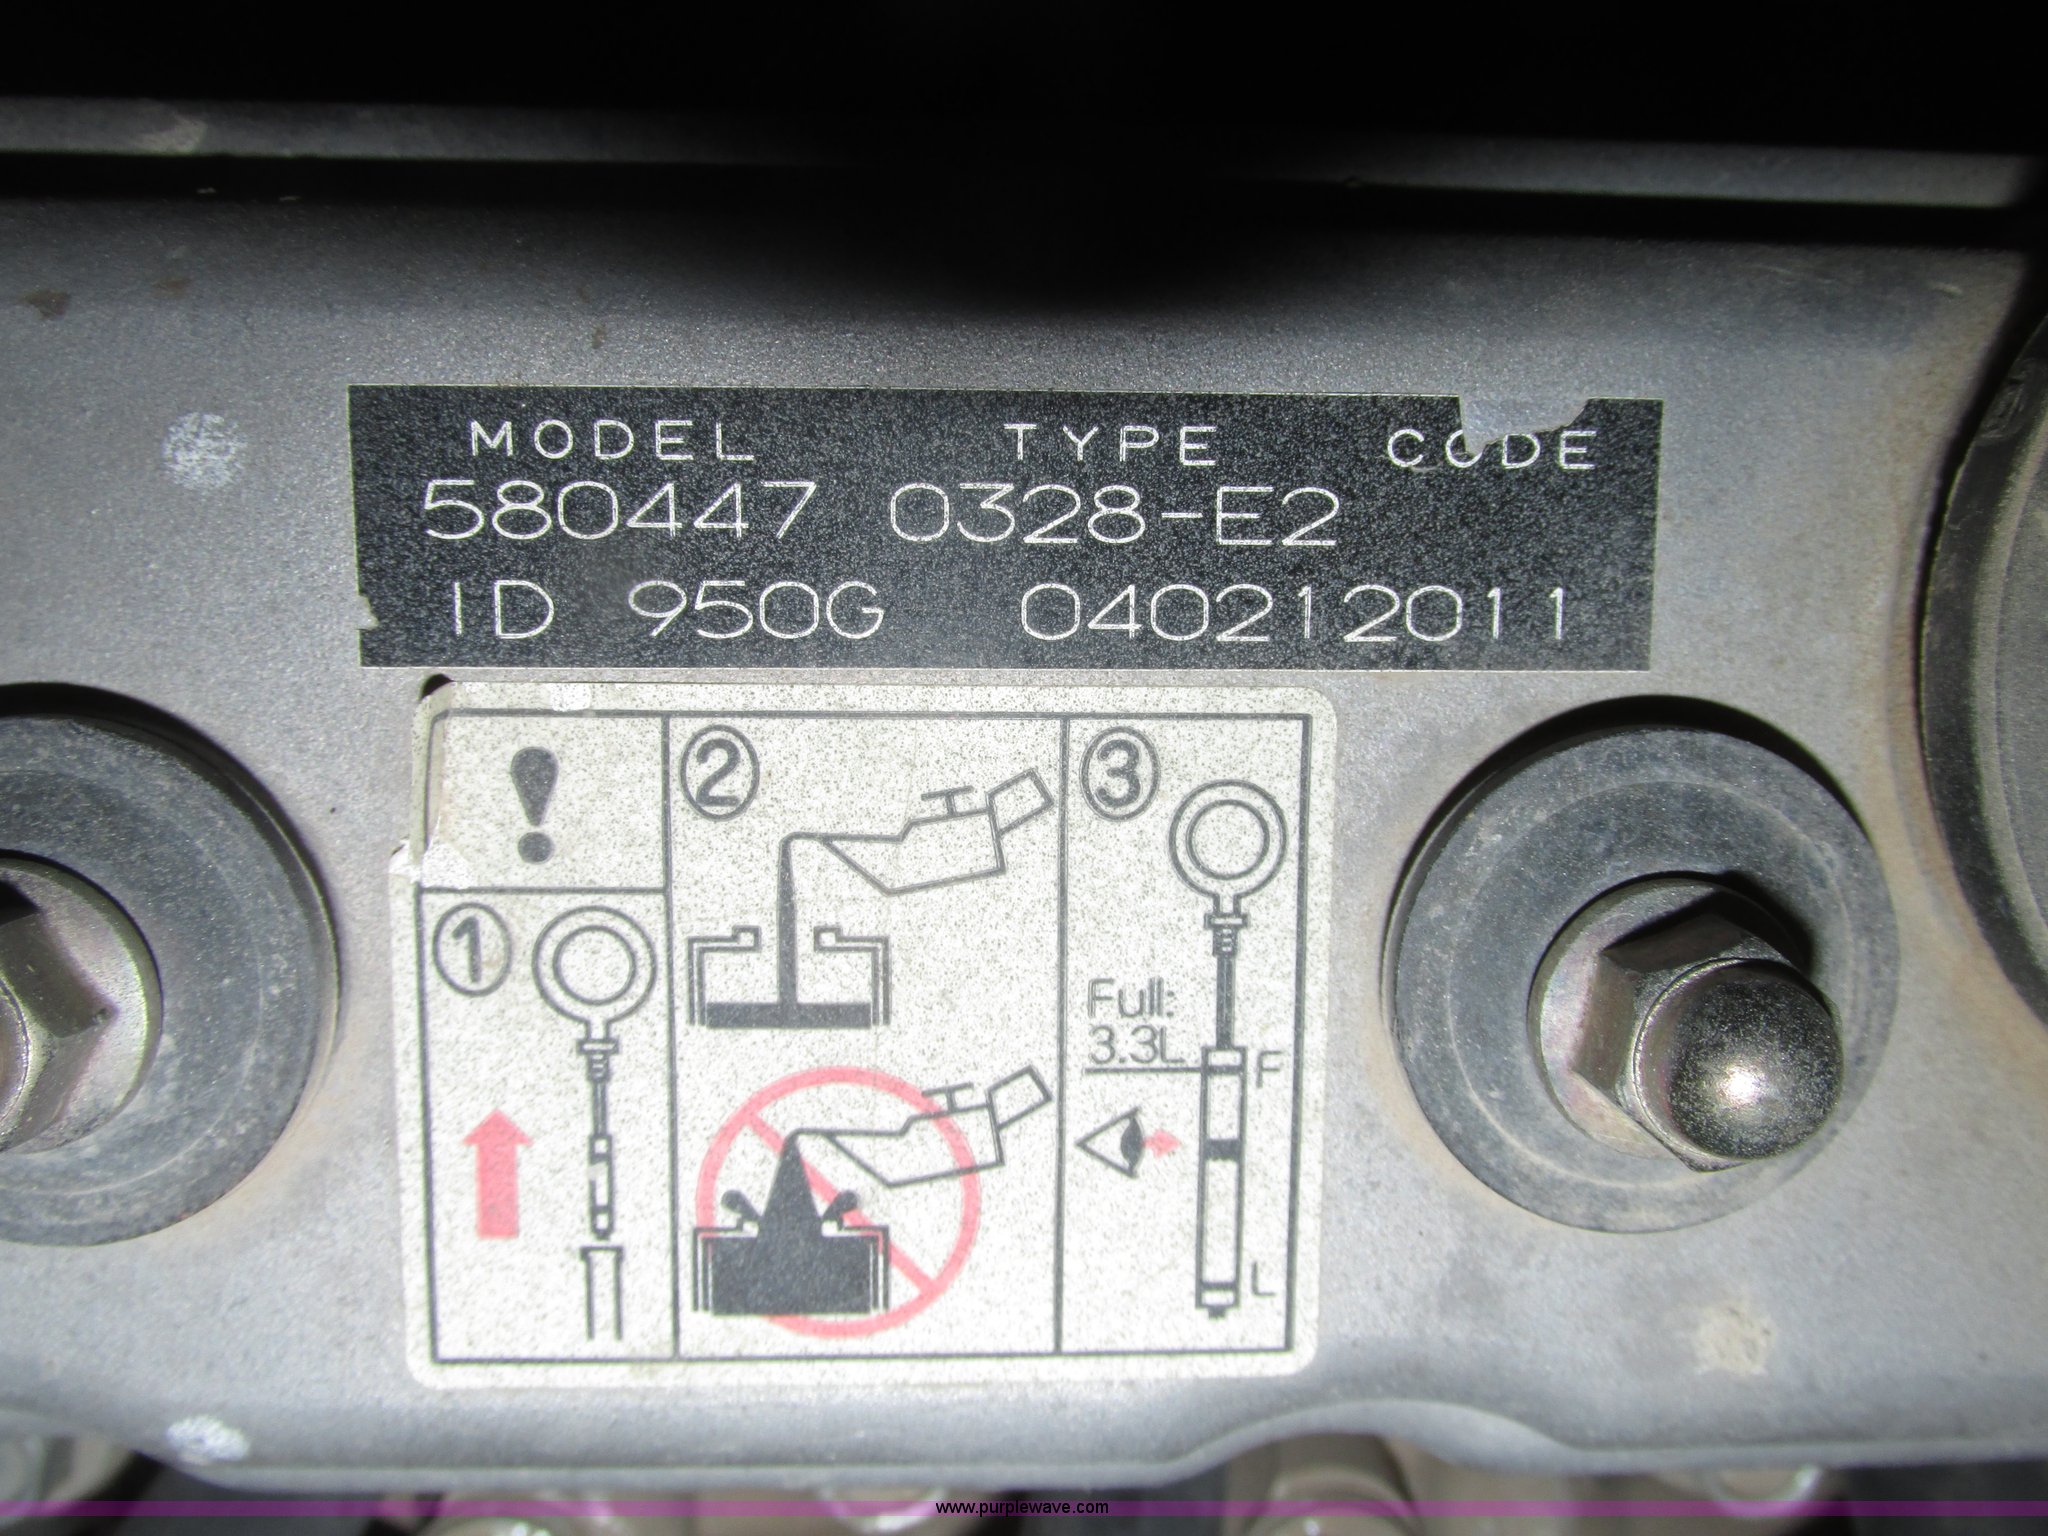 MODEL TYPE CODE
580447 0328-E2
ID 950G 040212011
!
2
3
1
Full:
3.3L
F
L
www.purplewave.com